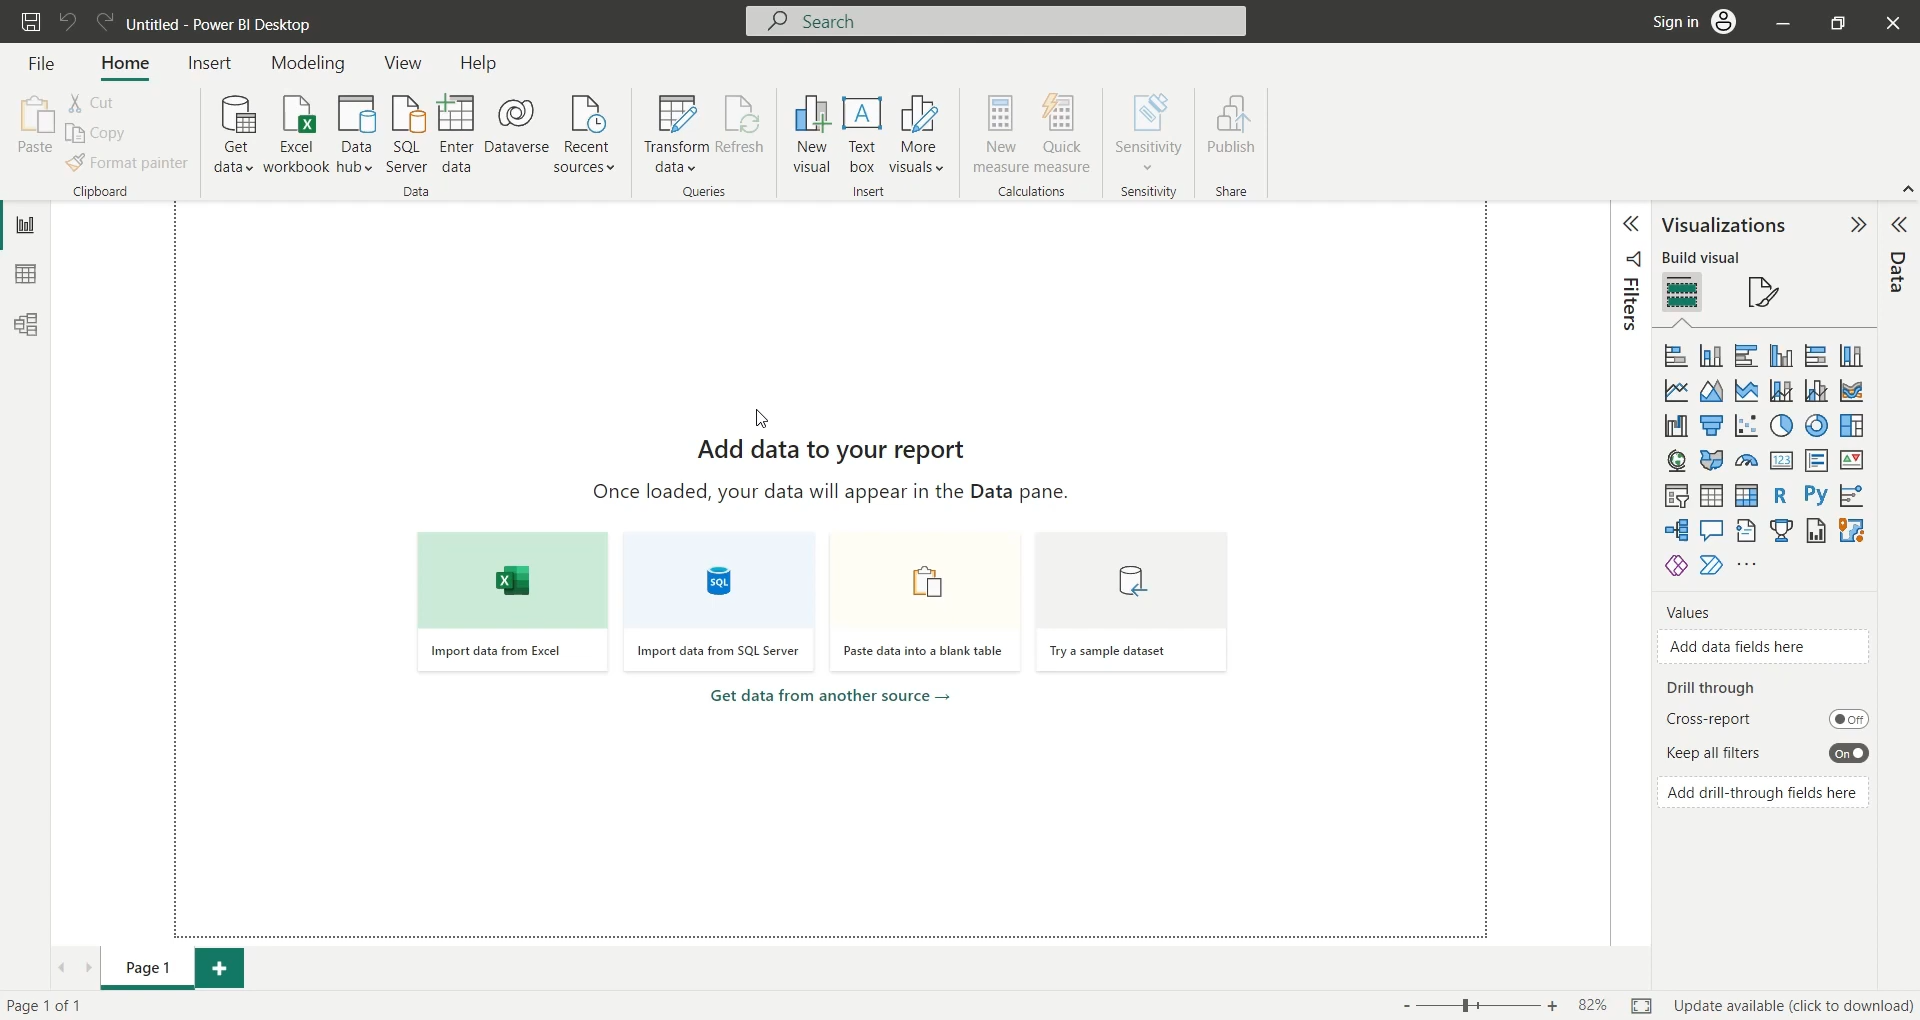 Untitled - Power BI Desktop
Search
Sign in
File
Home
Insert
Modeling
View
Help
Paste
Cut
Copy
Format painter
Clipboard
Get
data
Excel
workbook
Data
hub
SQL
Server
Enter
data
Dataverse
Recent
sources
Data
Transform
data
Refresh
Queries
New
visual
Text
box
More
visuals
Insert
New
measure
Quick
measure
Calculations
Sensitivity
Sensitivity
Publish
Share
Filters
Visualizations
Build visual
Data
123
R
Py
Values
Add data fields here
Drill through
Cross-report
Off
Keep all filters
On
Add drill-through fields here
Add data to your report
Once loaded, your data will appear in the Data pane.
X
SQL
Import data from Excel
Import data from SQL Server
Paste data into a blank table
Try a sample dataset
Get data from another source →
Page 1
+
Page 1 of 1
- + 82%
Update available (click to download)